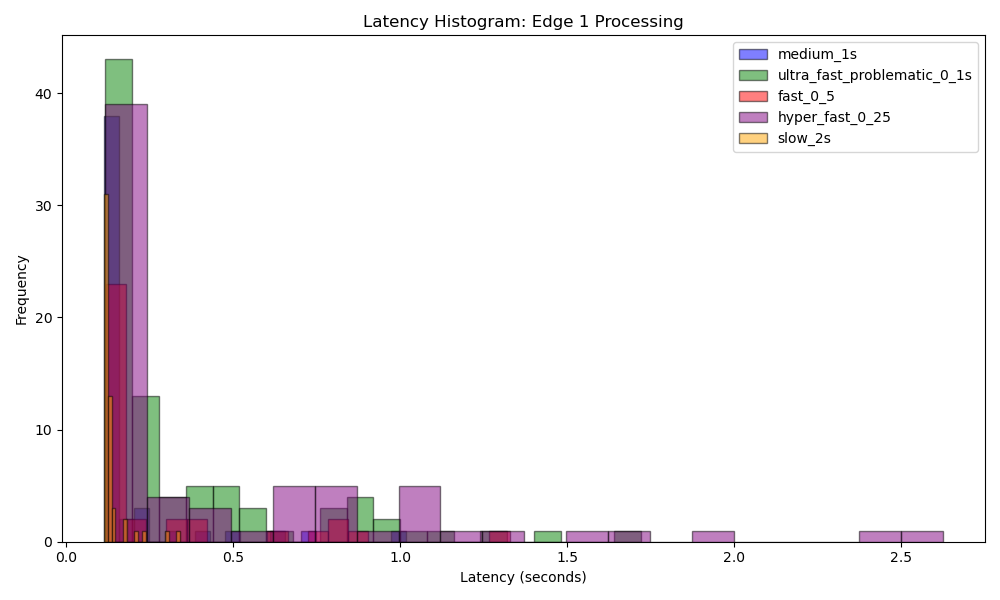 Latency Histogram: Edge 1 Processing
medium_1s
ultra_fast_problematic_0_1s
fast_0_5
hyper_fast_0_25
slow_2s
Frequency
40
30
20
10
0
0.0 0.5 1.0 1.5 2.0 2.5
Latency (seconds)